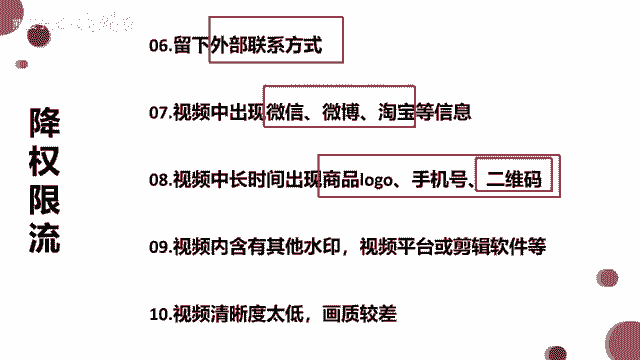 降权限流
06.留下外部联系方式
07.视频中出现微信、微博、淘宝等信息
08.视频中长时间出现商品logo、手机号、二维码
09.视频内含有其他水印，视频平台或剪辑软件等
10.视频清晰度太低，画质较差